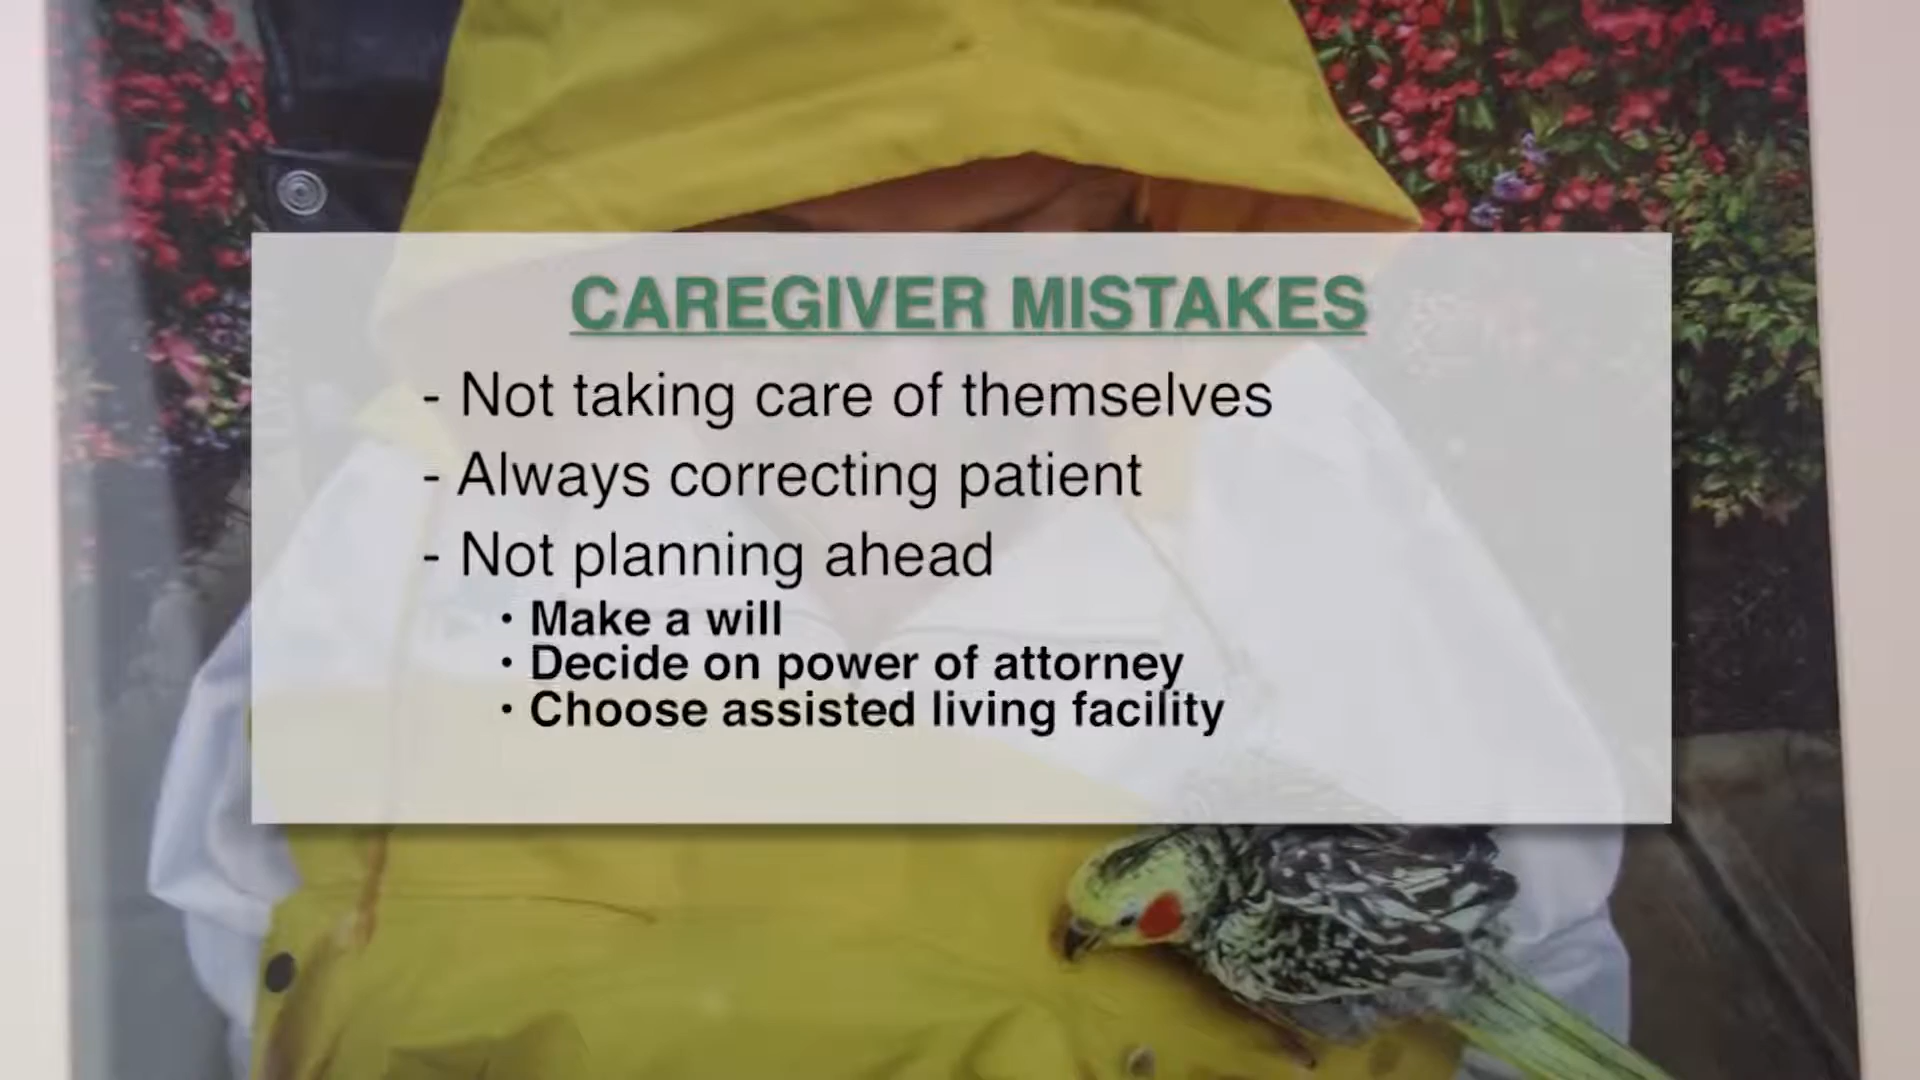 CAREGIVER MISTAKES
- Not taking care of themselves
- Always correcting patient
- Not planning ahead
• Make a will
• Decide on power of attorney
• Choose assisted living facility